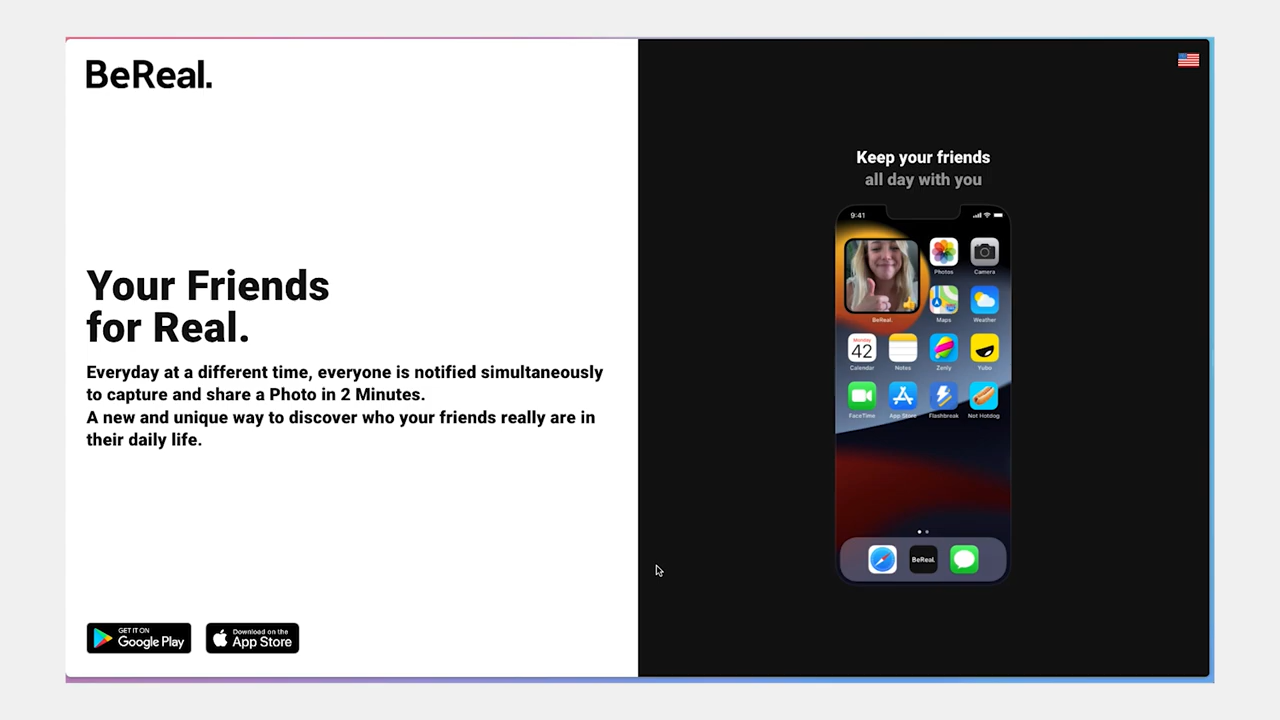 BeReal.
Your Friends
for Real.
Everyday at a different time, everyone is notified simultaneously
to capture and share a Photo in 2 Minutes.
A new and unique way to discover who your friends really are in
their daily life.
GET IT ON
Google Play
Download on the
App Store
Keep your friends
all day with you
9:41
Photos
Camera
BeReal.
Maps
Weather
Monday
42
Calendar
Notes
Zenly
Yubo
FaceTime
App Store
Flashbreak
Not Hotdog
BeReal.